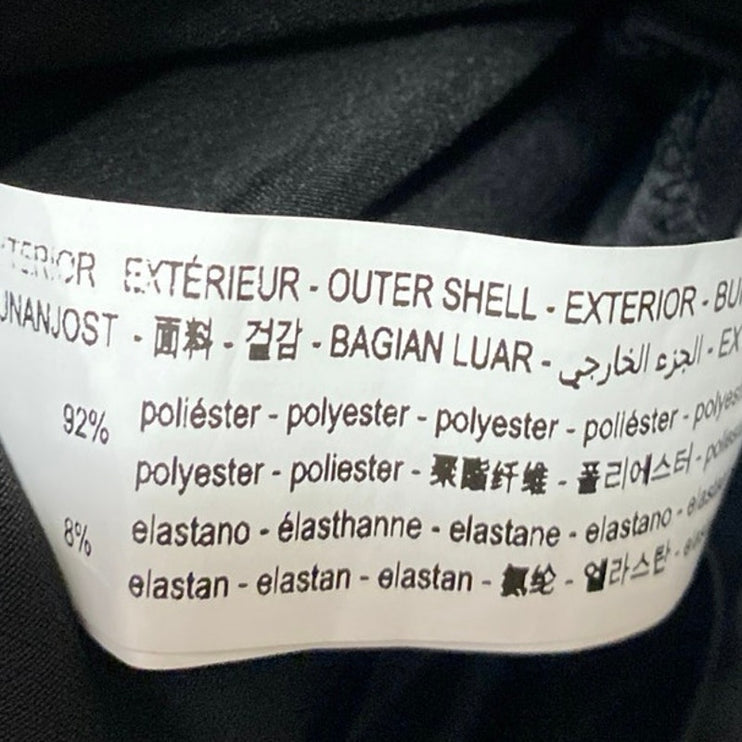 EXTÉRIEUR - OUTER SHELL - EXTERIOR -
- 面料 - 겉감 - BAGIAN LUAR - الجزء الخارجي -
92% poliéster - polyester - polyester - poliéster -
polyester - poliester - 聚酯纤维 - 폴리에스터 -
8% elastano - élasthanne - elastane - elastano -
elastan - elastan - elastan - 氨纶 - 엘라스탄 -